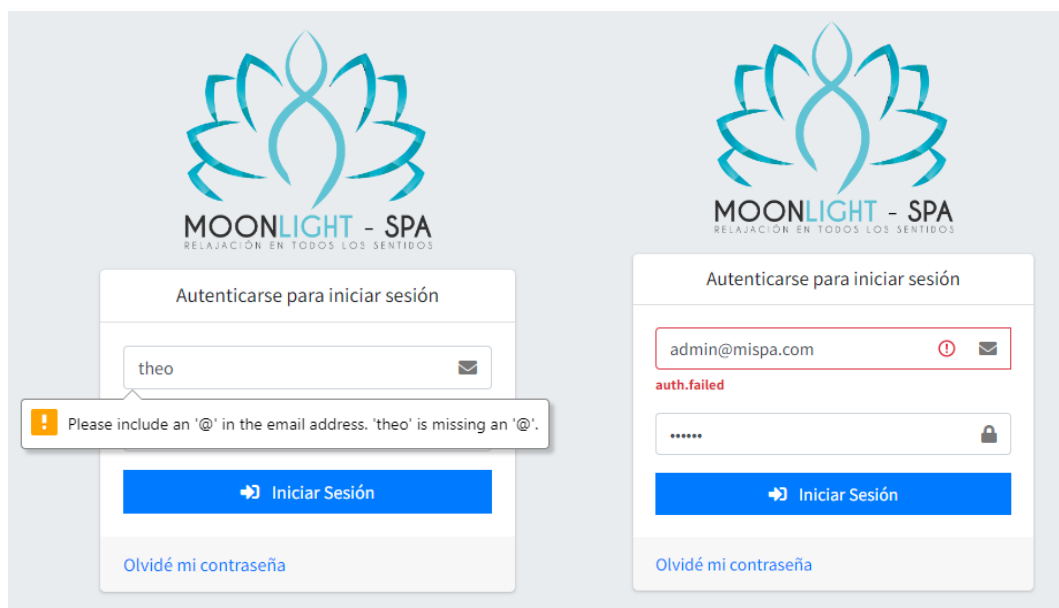 MOONLIGHT - SPA
RELAJACIÓN EN TODOS LOS SENTIDOS
Autenticarse para iniciar sesión
theo
Please include an '@' in the email address. 'theo' is missing an '@'.
Iniciar Sesión
Olvidé mi contraseña
MOONLIGHT - SPA
RELAJACIÓN EN TODOS LOS SENTIDOS
Autenticarse para iniciar sesión
admin@mispa.com
auth.failed
••••••
Iniciar Sesión
Olvidé mi contraseña